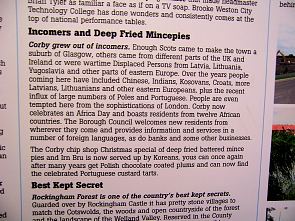 Brian Tyler as familiar a face as if on a TV soap. Brooke Weston City
Technology College has done wonders and consistently comes at the
top of national performance tables.
Incomers and Deep Fried Mincepies
Corby grew out of incomers. Enough Scots came to make the town a
suburb of Glasgow, others came from different parts of the UK and
Ireland or were wartime Displaced Persons from Latvia, Lithuania,
Yugoslavia and other parts of eastern Europe. Over the years people
coming here have included Chinese, Indians, Kosovans, Croats, more
Latvians, Lithuanians and other eastern Europeans, plus the recent
influx of large numbers of Poles and Portuguese. People are even
tempted here from the sophistications of London. Corby now
celebrates an Africa Day and boasts residents from twelve African
countries. The Borough Council welcomes new residents from
wherever they come and provides information and services in a
number of foreign languages, as do banks and some other businesses.
The Corby chip shop Christmas special of deep fried battered mince
pies and Irn Bru is now served up by Koreans, yous can once again
after many years get Polish chocolate coated plums and can now find
the celebrated Portuguese custard tarts.
Best Kept Secret
Rockingham Forest is one of the country's best kept secrets.
Guarded over by Rockingham Castle it has pretty stone villages to
match the Cotswolds, the woods and open countryside of the forest
and the landscape of the Welland Valley. Reserved in the County